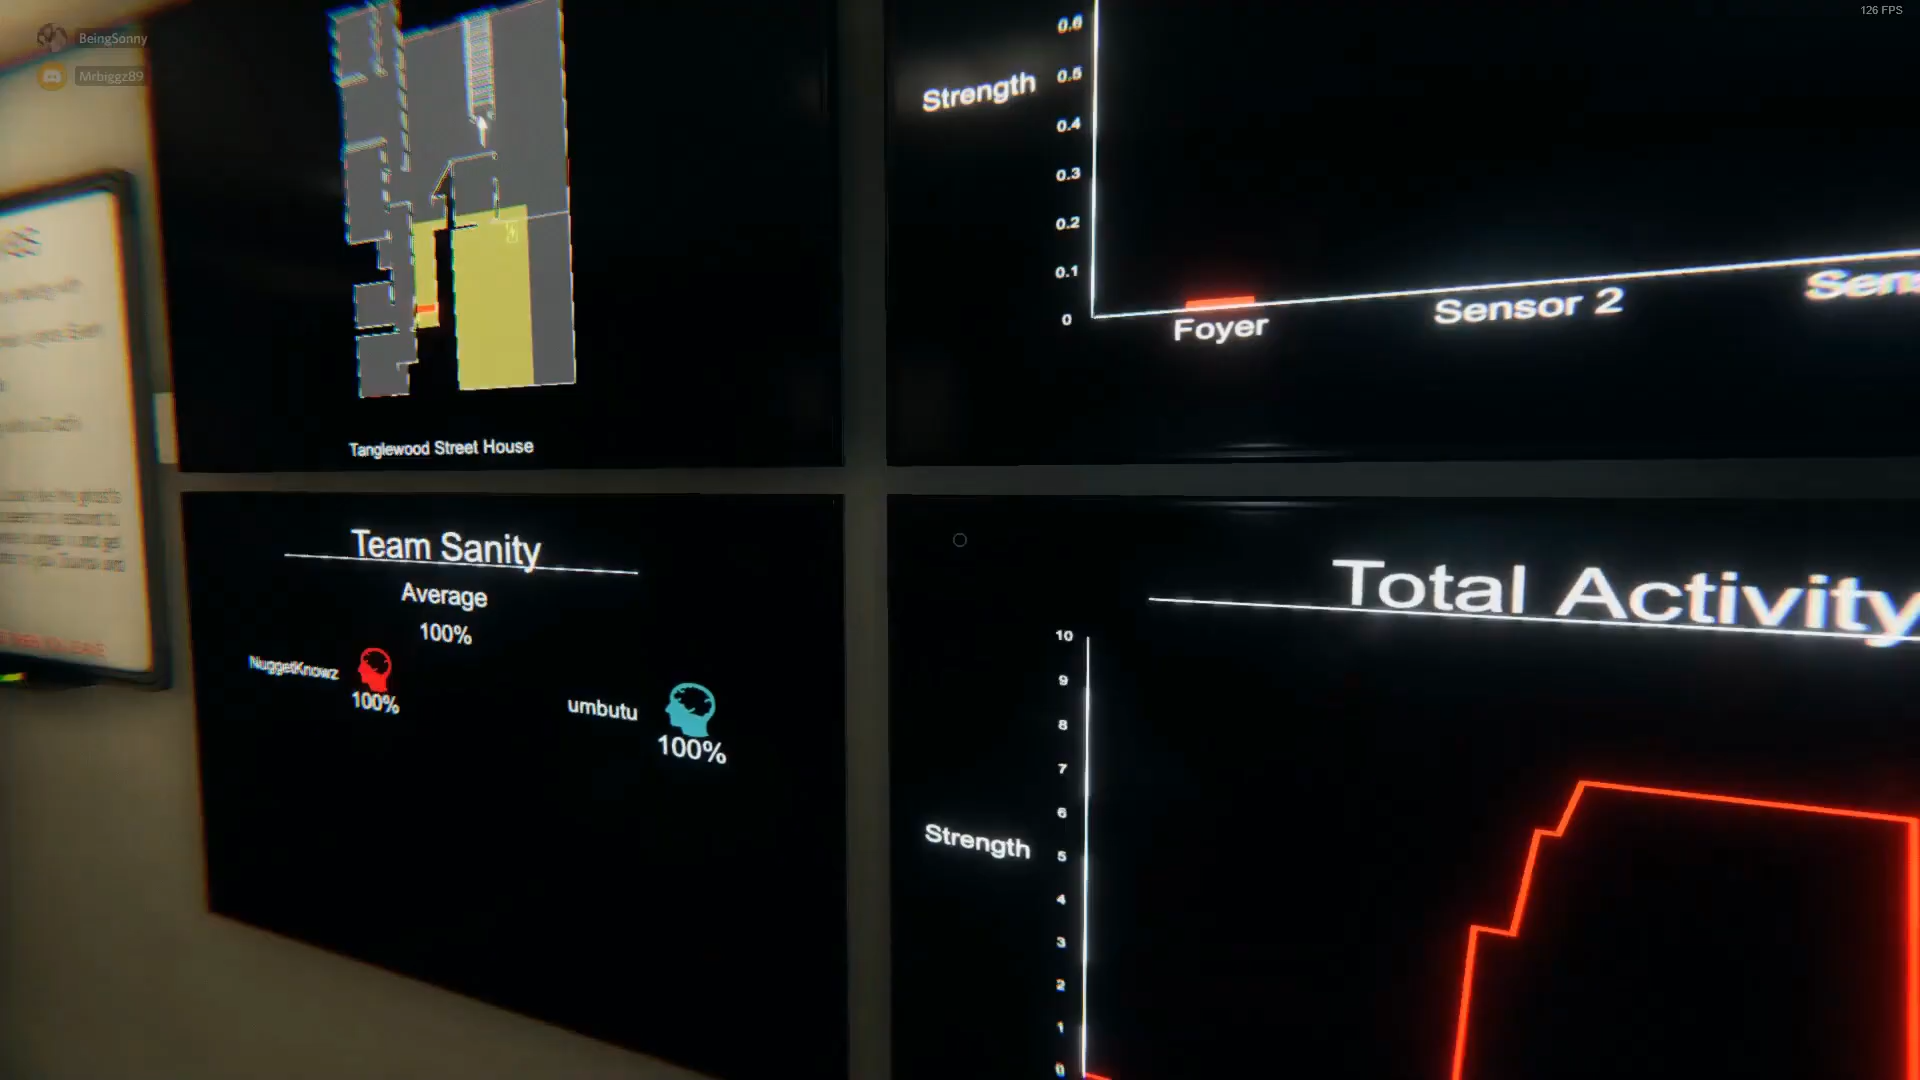 126 FPS
BeingSonny
Mrbiggz89
Tanglewood Street House
Strength
0.6
0.5
0.4
0.3
0.2
0.1
0
Foyer
Sensor 2
Team Sanity
Average
100%
NuggetKnowz
100%
umbutu
100%
Total Activity
Strength
10
9
8
7
6
5
4
3
2
1
0